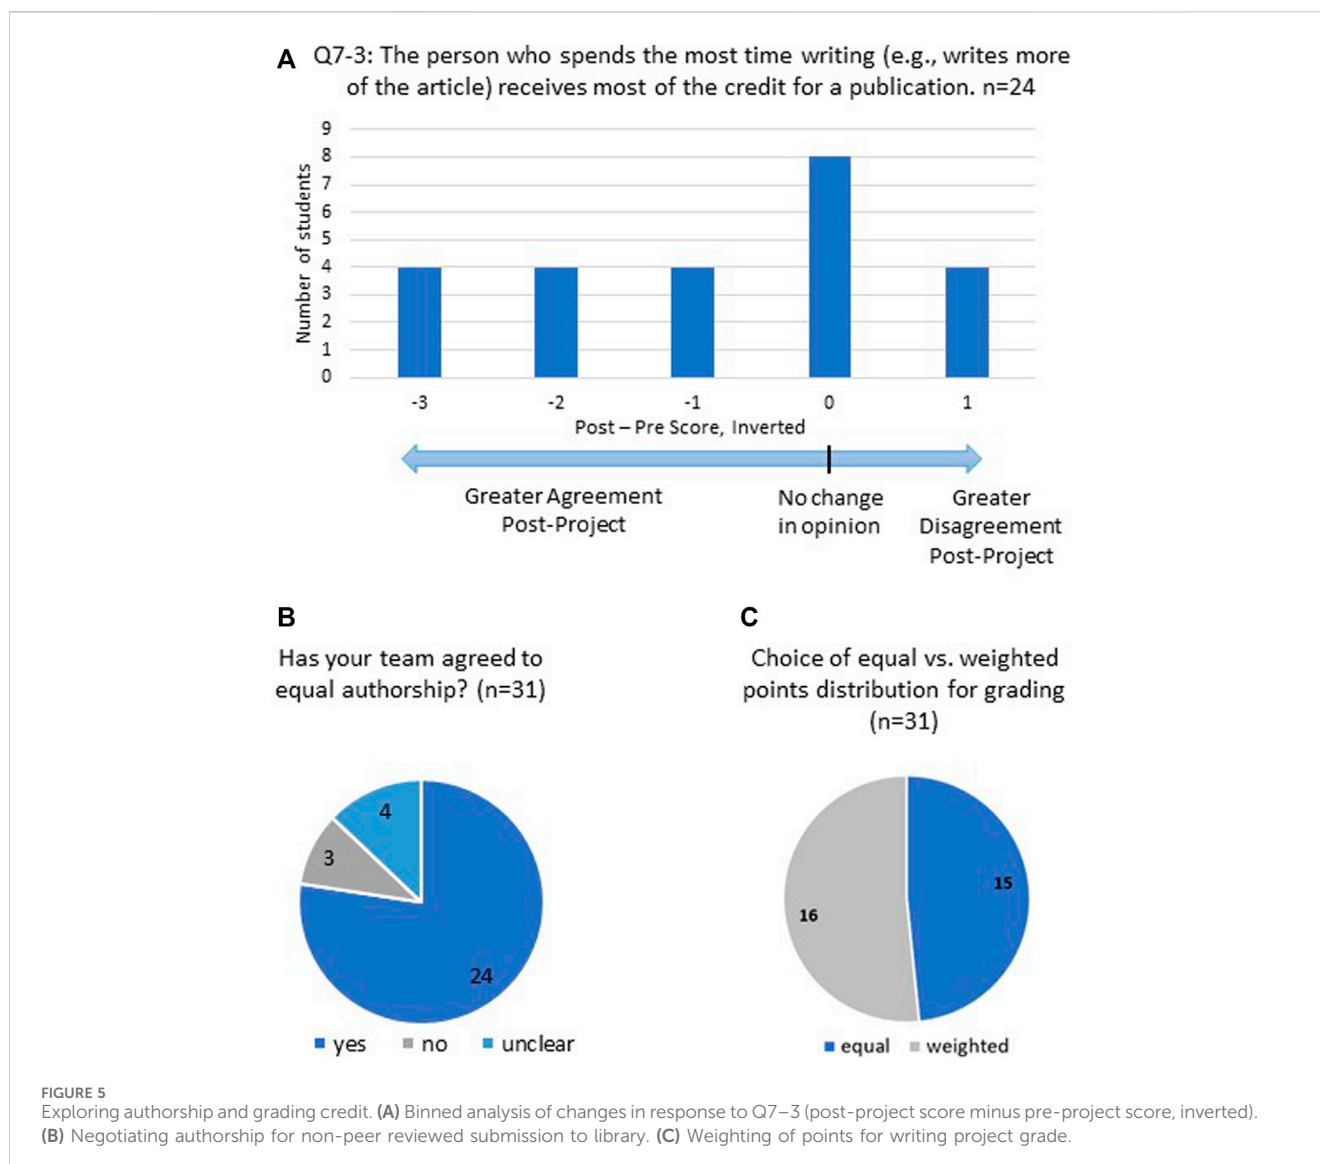 A Q7-3: The person who spends the most time writing (e.g., writes more
of the article) receives most of the credit for a publication. n=24
Number of students
9
8
7
6
5
4
3
2
1
0
-3 -2 -1 0 1
Post – Pre Score, Inverted
Greater Agreement
Post-Project
No change
in opinion
Greater
Disagreement
Post-Project
B
Has your team agreed to
equal authorship? (n=31)
4
3
24
yes no unclear
C
Choice of equal vs. weighted
points distribution for grading
(n=31)
15
16
equal weighted
FIGURE 5
Exploring authorship and grading credit. (A) Binned analysis of changes in response to Q7–3 (post-project score minus pre-project score, inverted).
(B) Negotiating authorship for non-peer reviewed submission to library. (C) Weighting of points for writing project grade.